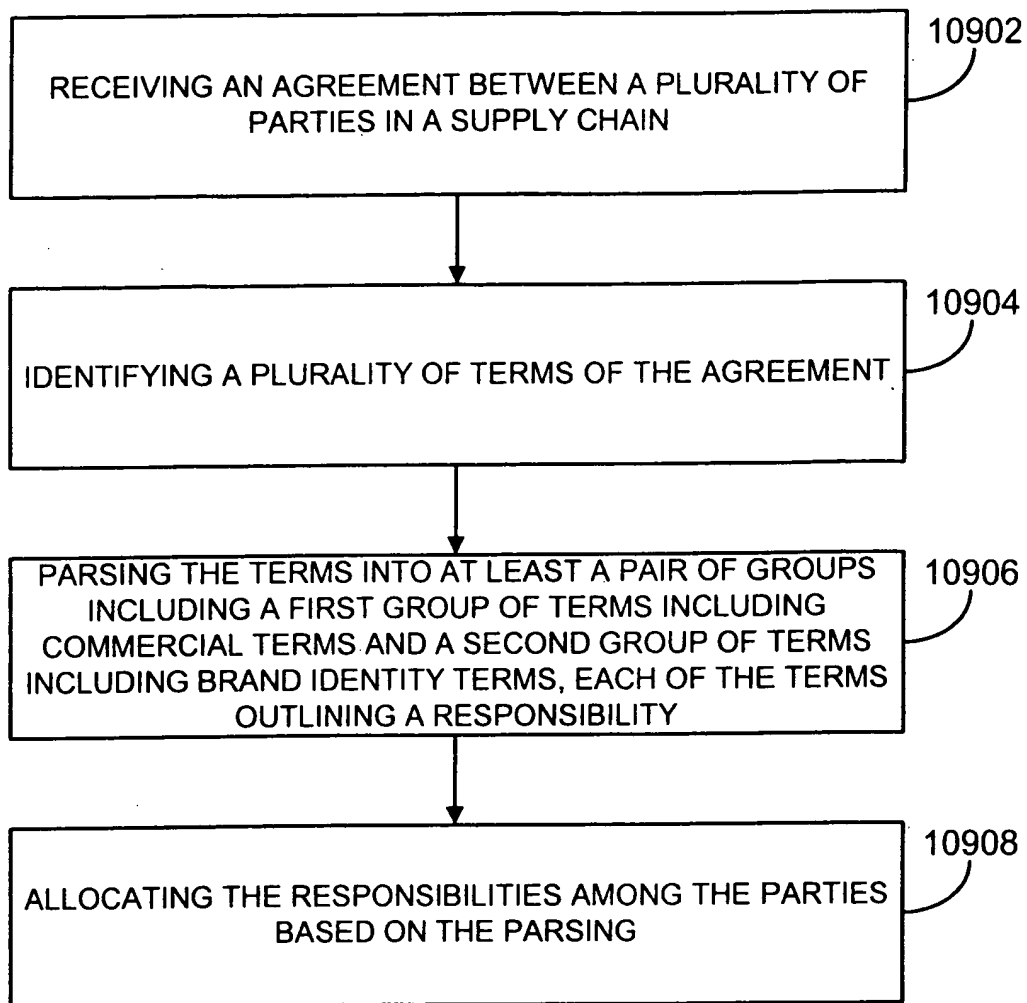 10902
RECEIVING AN AGREEMENT BETWEEN A PLURALITY OF
PARTIES IN A SUPPLY CHAIN
10904
IDENTIFYING A PLURALITY OF TERMS OF THE AGREEMENT
10906
PARSING THE TERMS INTO AT LEAST A PAIR OF GROUPS
INCLUDING A FIRST GROUP OF TERMS INCLUDING
COMMERCIAL TERMS AND A SECOND GROUP OF TERMS
INCLUDING BRAND IDENTITY TERMS, EACH OF THE TERMS
OUTLINING A RESPONSIBILITY
10908
ALLOCATING THE RESPONSIBILITIES AMONG THE PARTIES
BASED ON THE PARSING